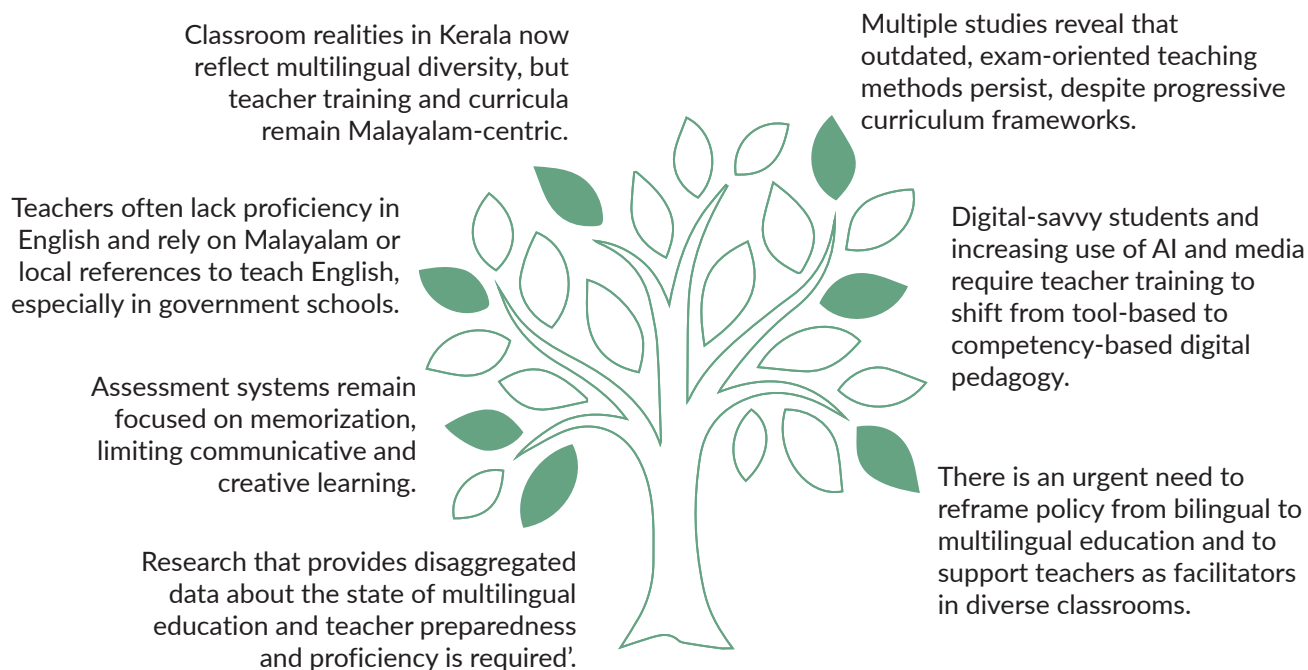 Classroom realities in Kerala now
reflect multilingual diversity, but
teacher training and curricula
remain Malayalam-centric.
Teachers often lack proficiency in
English and rely on Malayalam or
local references to teach English,
especially in government schools.
Assessment systems remain
focused on memorization,
limiting communicative and
creative learning.
Research that provides disaggregated
data about the state of multilingual
education and teacher preparedness
and proficiency is required’.
Multiple studies reveal that
outdated, exam-oriented teaching
methods persist, despite progressive
curriculum frameworks.
Digital-savvy students and
increasing use of AI and media
require teacher training to
shift from tool-based to
competency-based digital
pedagogy.
There is an urgent need to
reframe policy from bilingual to
multilingual education and to
support teachers as facilitators
in diverse classrooms.